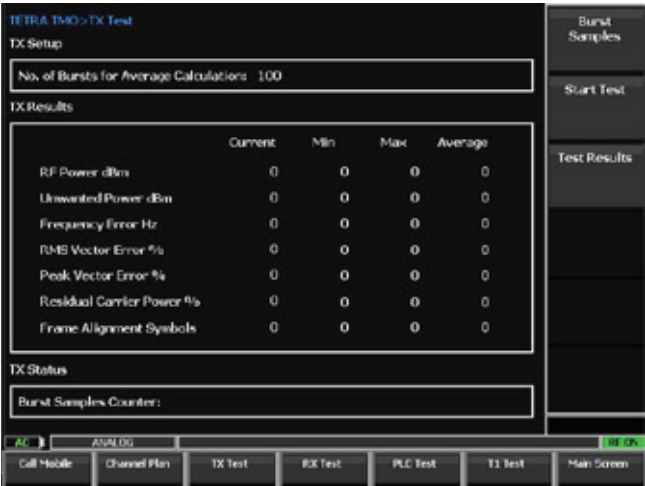 TETRA TMO>TX Test
TX Setup
No. of Bursts for Average Calculation: 100
TX Results
Current Min Max Average
RF Power dBm 0 0 0 0
Unwanted Power dBm 0 0 0 0
Frequency Error Hz 0 0 0 0
RMS Vector Error % 0 0 0 0
Peak Vector Error % 0 0 0 0
Residual Carrier Power % 0 0 0 0
Frame Alignment Symbols 0 0 0 0
TX Status
Burst Samples Counter:
Burst
Samples
Start Test
Test Results
AC ANALOG RF ON
Call Mobile Channel Plan TX Test RX Test PLC Test T1 Test Main Screen